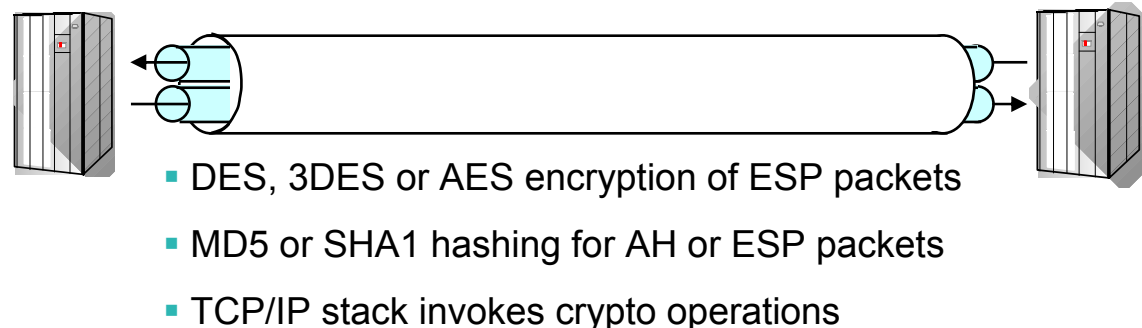 ▪ DES, 3DES or AES encryption of ESP packets
▪ MD5 or SHA1 hashing for AH or ESP packets
▪ TCP/IP stack invokes crypto operations